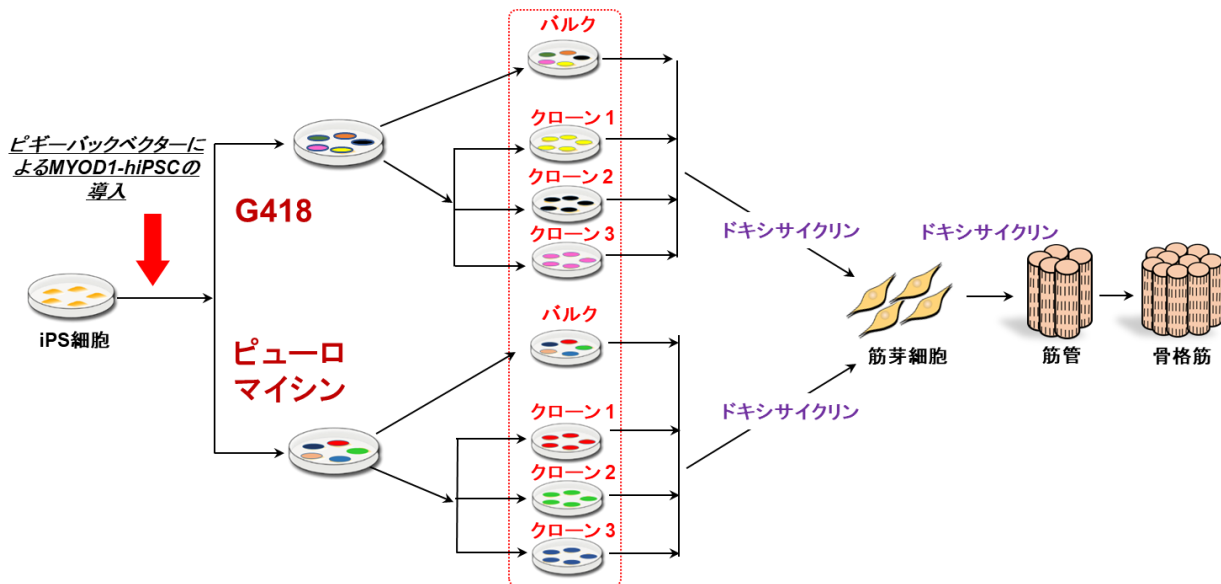 ピギーバックベクターに
よるMYOD1-hiPSCの
導入
iPS細胞
G418
ピューロ
マイシン
バルク
クローン 1
クローン 2
クローン 3
バルク
クローン 1
クローン 2
クローン 3
ドキシサイクリン
ドキシサイクリン
ドキシサイクリン
筋芽細胞
筋管
骨格筋